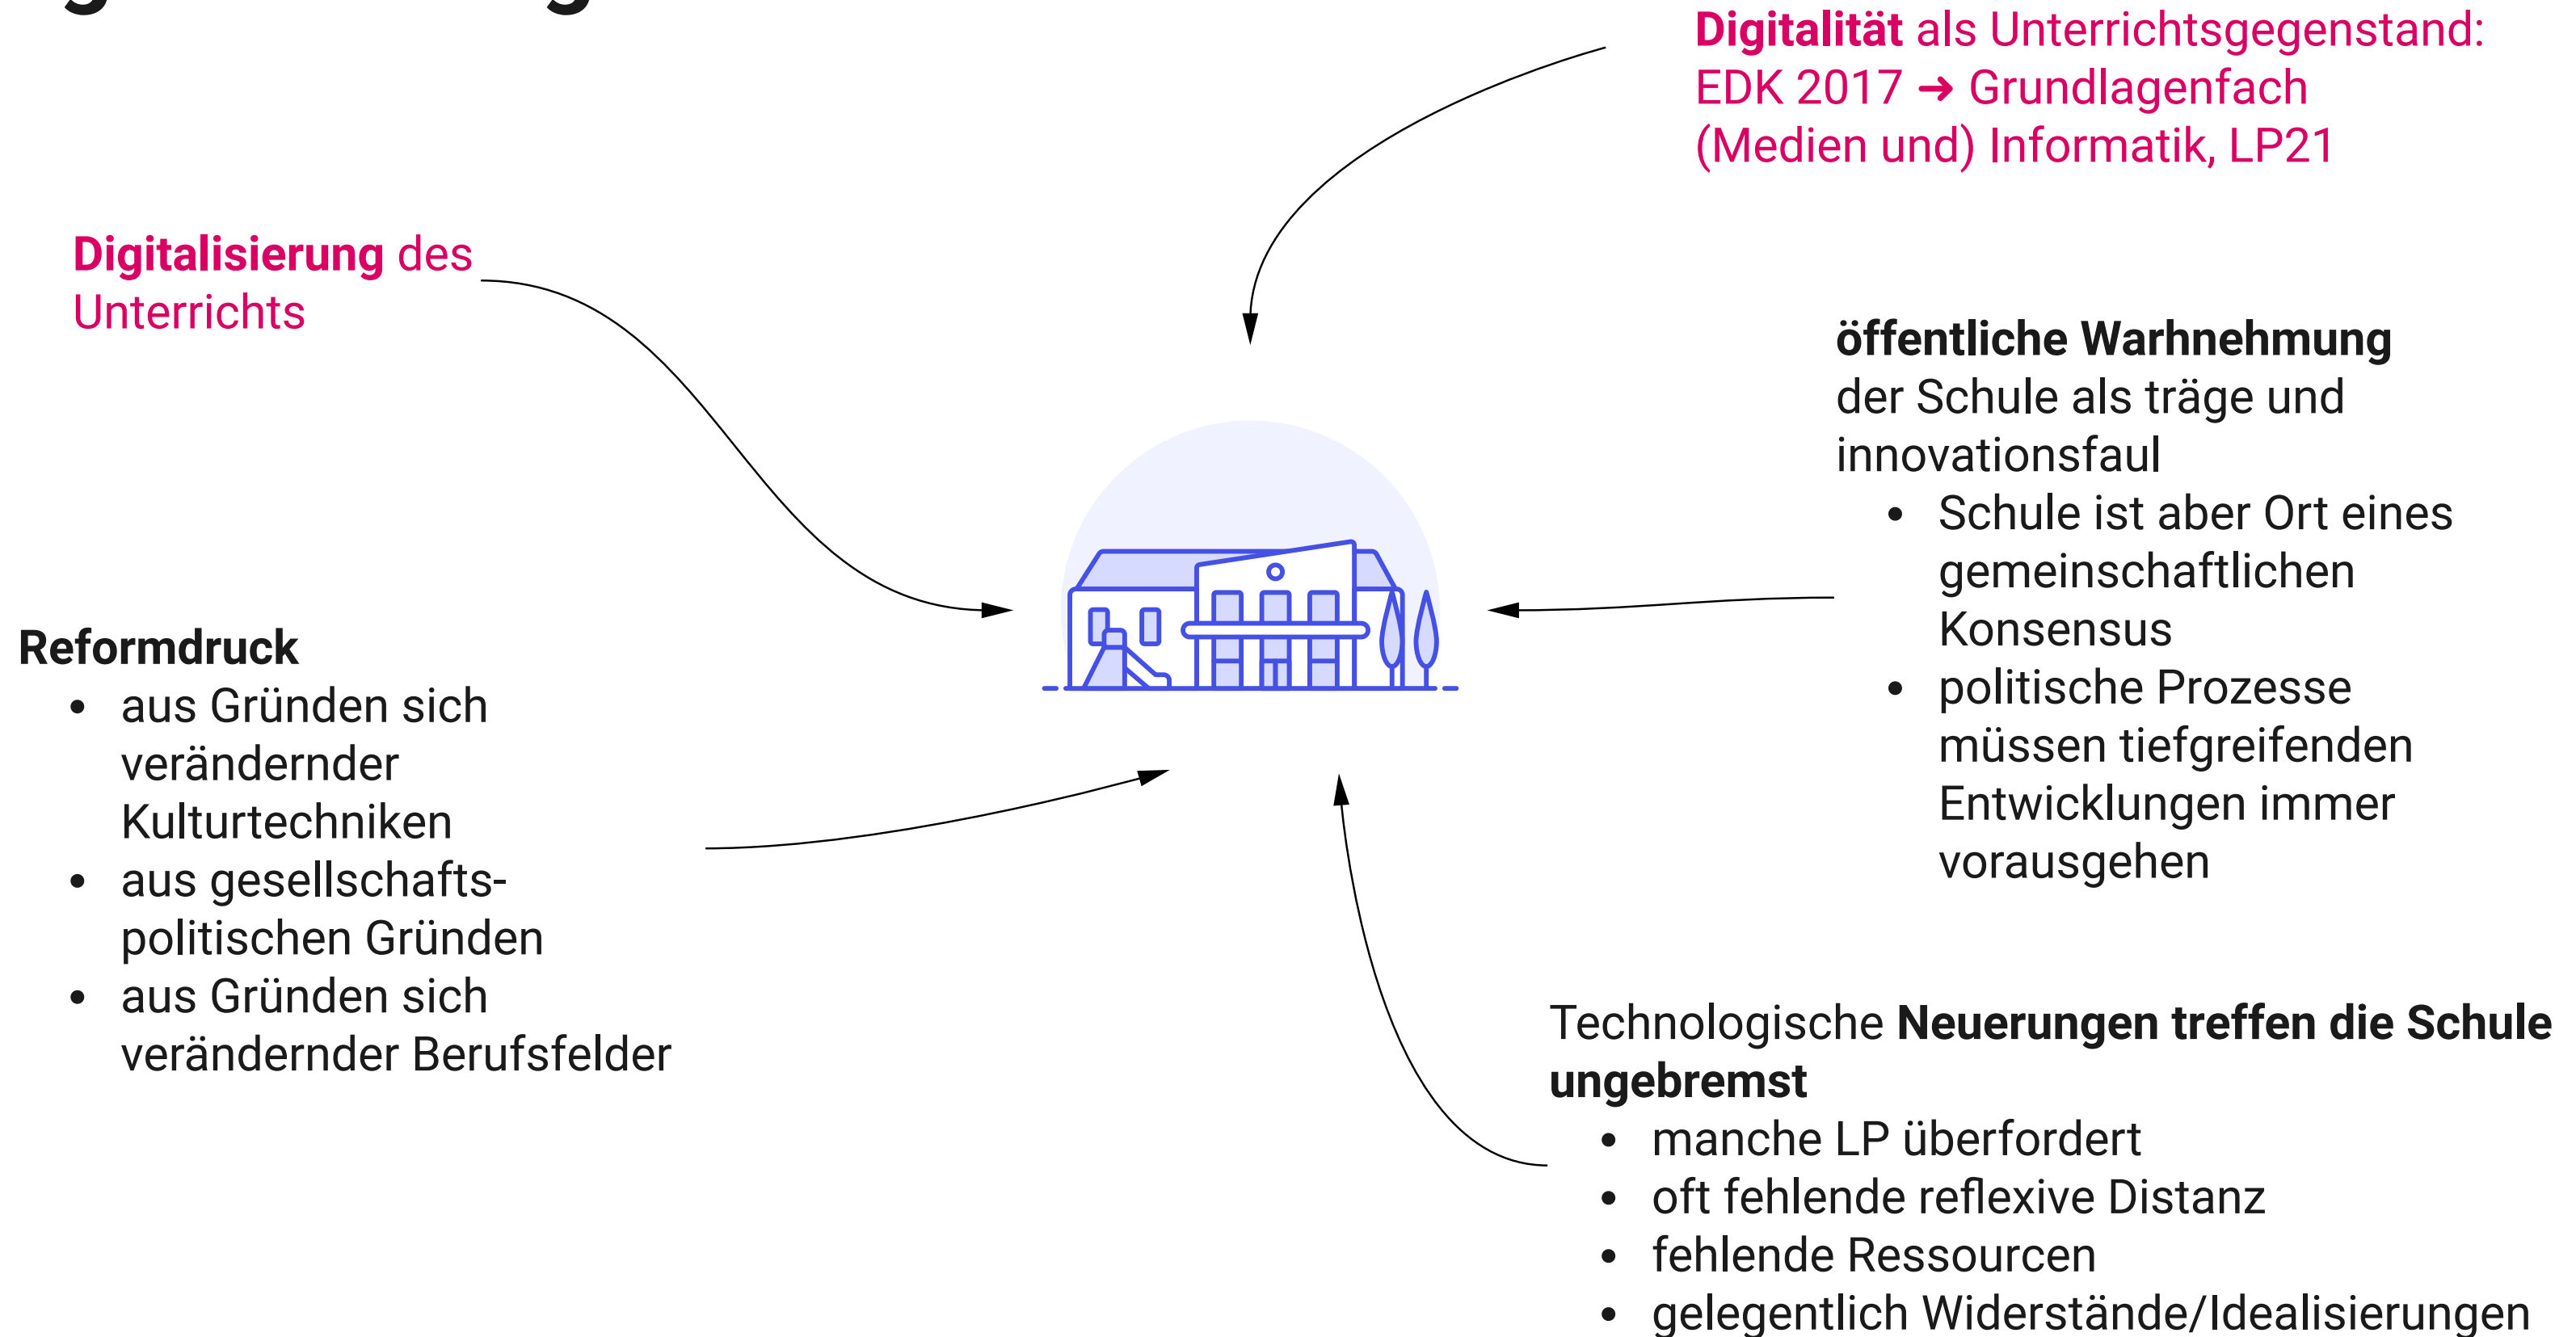 Digitalität als Unterrichtsgegenstand:
EDK 2017 ➜ Grundlagenfach
(Medien und) Informatik, LP21
Digitalisierung des
Unterrichts
öffentliche Warhnehmung
der Schule als träge und
innovationsfaul
• Schule ist aber Ort eines
gemeinschaftlichen
Konsensus
• politische Prozesse
müssen tiefgreifenden
Entwicklungen immer
vorausgehen
Reformdruck
• aus Gründen sich
verändernder
Kulturtechniken
• aus gesellschafts-
politischen Gründen
• aus Gründen sich
verändernder Berufsfelder
Technologische Neuerungen treffen die Schule
ungebremst
• manche LP überfordert
• oft fehlende reflexive Distanz
• fehlende Ressourcen
• gelegentlich Widerstände/Idealisierungen